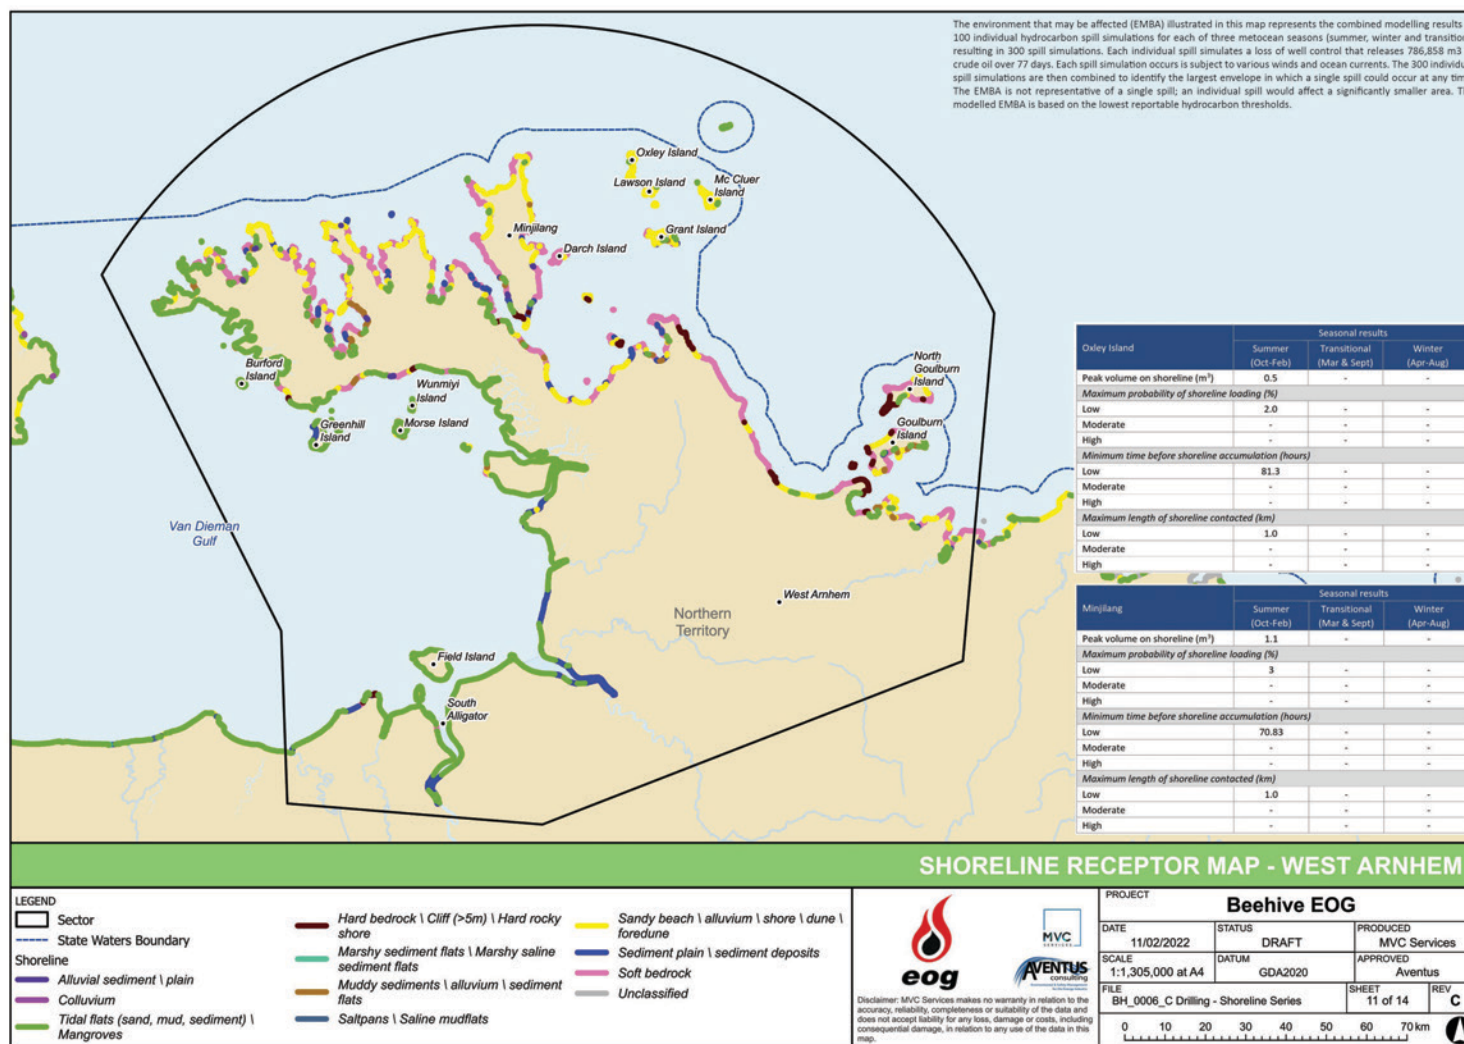 The environment that may be affected (EMBA) illustrated in this map represents the combined modelling results
100 individual hydrocarbon spill simulations for each of three metocean seasons (summer, winter and transition
resulting in 300 spill simulations. Each individual spill simulates a loss of well control that releases 786,858 m3
crude oil over 77 days. Each spill simulation occurs is subject to various winds and ocean currents. The 300 individu
spill simulations are then combined to identify the largest envelope in which a single spill could occur at any tim
The EMBA is not representative of a single spill; an individual spill would affect a significantly smaller area. Th
modelled EMBA is based on the lowest reportable hydrocarbon thresholds.
Oxley Island
Lawson Island
Mc Cluer
Island
Grant Island
Minjilang
Darch Island
Burford
Island
Wunmiyi
Island
Greenhill
Island
Morse Island
North
Goulburn
Island
Goulburn
Island
Van Dieman
Gulf
West Arnhem
Northern
Territory
Field Island
South
Alligator
Oxley Island
Seasonal results
Summer (Oct-Feb) Transitional (Mar & Sept) Winter (Apr-Aug)
Peak volume on shoreline (m³) 0.5 - -
Maximum probability of shoreline loading (%)
Low 2.0 - -
Moderate - - -
High - - -
Minimum time before shoreline accumulation (hours)
Low 81.3 - -
Moderate - - -
High - - -
Maximum length of shoreline contacted (km)
Low 1.0 - -
Moderate - - -
High - - -
Minjilang
Seasonal results
Summer (Oct-Feb) Transitional (Mar & Sept) Winter (Apr-Aug)
Peak volume on shoreline (m³) 1.1 - -
Maximum probability of shoreline loading (%)
Low 3 - -
Moderate - - -
High - - -
Minimum time before shoreline accumulation (hours)
Low 70.83 - -
Moderate - - -
High - - -
Maximum length of shoreline contacted (km)
Low 1.0 - -
Moderate - - -
High - - -
SHORELINE RECEPTOR MAP - WEST ARNHEM
LEGEND
Sector
State Waters Boundary
Shoreline
Alluvial sediment \ plain
Colluvium
Tidal flats (sand, mud, sediment) \
Mangroves
Hard bedrock \ Cliff (>5m) \ Hard rocky
shore
Marshy sediment flats \ Marshy saline
sediment flats
Muddy sediments \ alluvium \ sediment
flats
Saltpans \ Saline mudflats
Sandy beach \ alluvium \ shore \ dune \
foredune
Sediment plain \ sediment deposits
Soft bedrock
Unclassified
eog
MVC
SERVICES
AVENTUS
consulting
Disclaimer: MVC Services makes no warranty in relation to the
accuracy, reliability, completeness or suitability of the data and
does not accept liability for any loss, damage or costs, including
consequential damage, in relation to any use of the data in this
map.
PROJECT
Beehive EOG
DATE
11/02/2022
STATUS
DRAFT
PRODUCED
MVC Services
SCALE
1:1,305,000 at A4
DATUM
GDA2020
APPROVED
Aventus
FILE
BH_0006_C Drilling - Shoreline Series
SHEET
11 of 14
REV
C
0 10 20 30 40 50 60 70 km